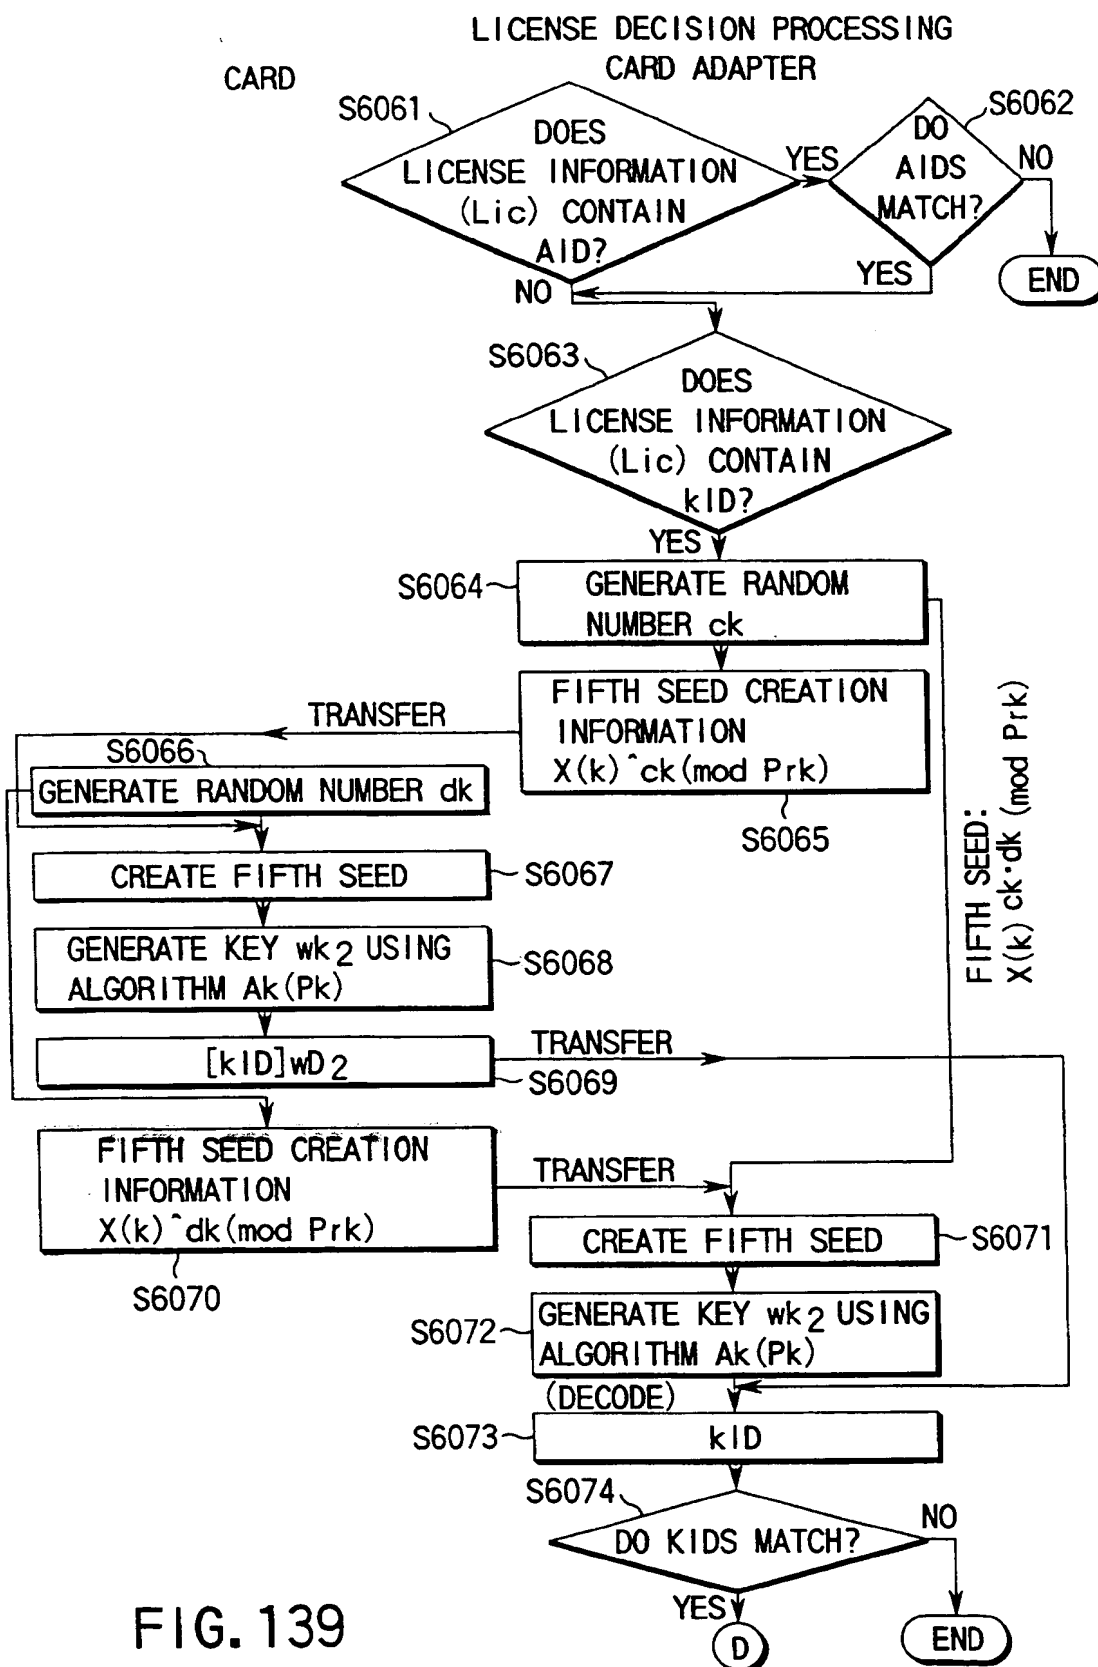 LICENSE DECISION PROCESSING
CARD
CARD ADAPTER
S6061
DOES
LICENSE INFORMATION
(Lic) CONTAIN
AID?
YES
S6062
DO
AIDS
MATCH?
NO
END
YES
NO
S6063
DOES
LICENSE INFORMATION
(Lic) CONTAIN
kID?
YES
S6064
GENERATE RANDOM
NUMBER ck
FIFTH SEED CREATION
INFORMATION
X(k)^ck(mod Prk)
S6065
TRANSFER
S6066
GENERATE RANDOM NUMBER dk
FIFTH SEED:
X(k) ck·dk (mod Prk)
CREATE FIFTH SEED
S6067
GENERATE KEY wk2 USING
ALGORITHM Ak(Pk)
S6068
[kID]wD2
S6069
TRANSFER
FIFTH SEED CREATION
INFORMATION
X(k)^dk(mod Prk)
S6070
TRANSFER
CREATE FIFTH SEED
S6071
S6072
GENERATE KEY wk2 USING
ALGORITHM Ak(Pk)
(DECODE)
S6073
kID
S6074
DO KIDS MATCH?
NO
YES
D
END
FIG. 139